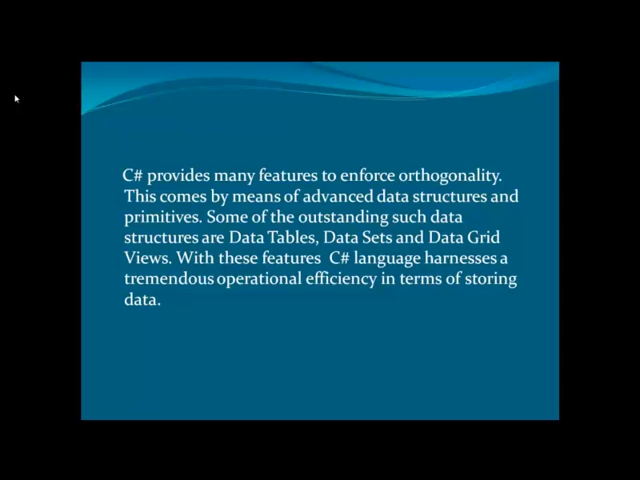 C# provides many features to enforce orthogonality.
This comes by means of advanced data structures and
primitives. Some of the outstanding such data
structures are Data Tables, Data Sets and Data Grid
Views. With these features  C# language harnesses a
tremendous operational efficiency in terms of storing
data.